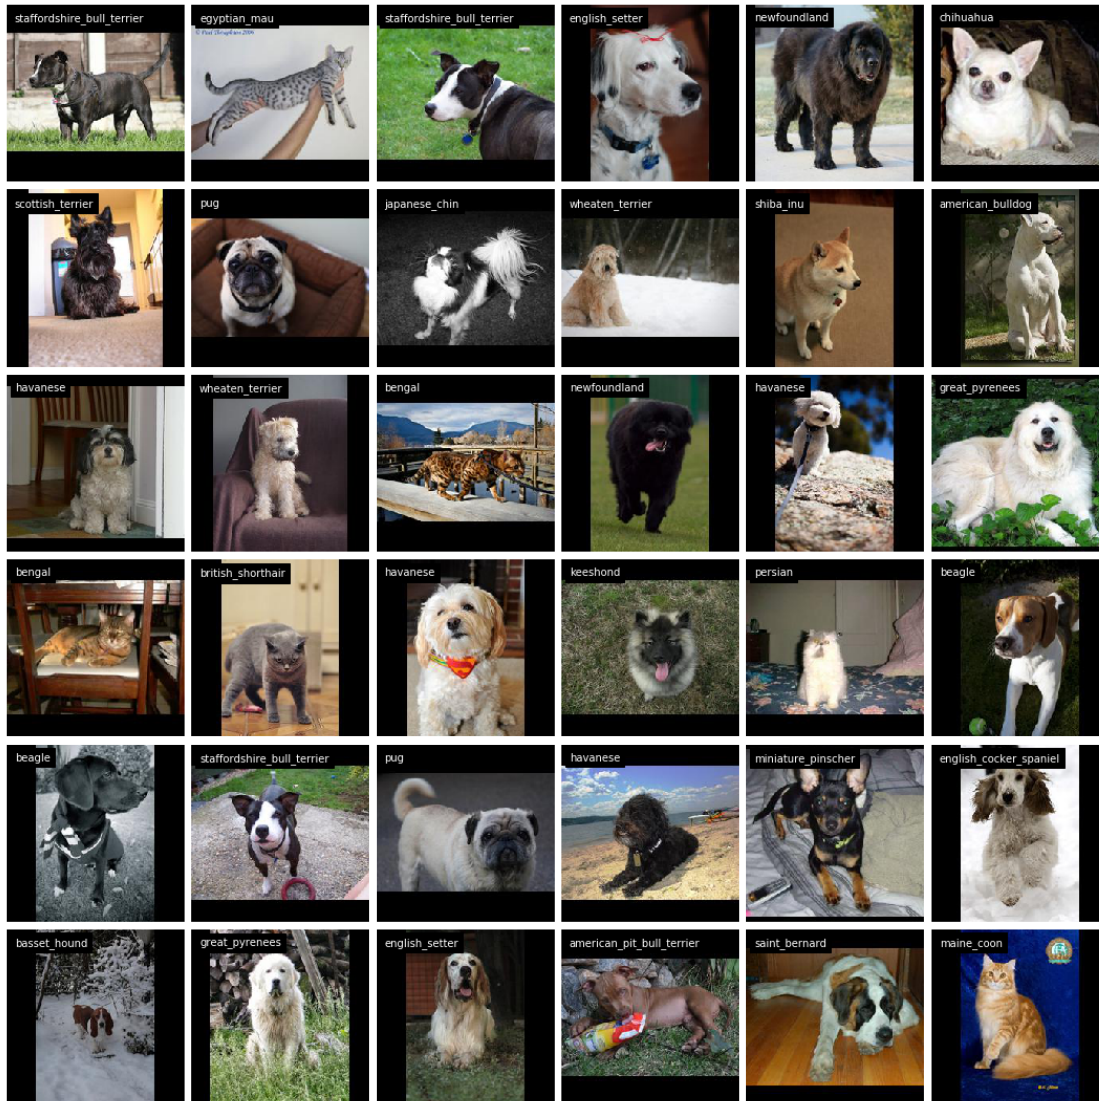 staffordshire_bull_terrier
egyptian_mau
staffordshire_bull_terrier
english_setter
newfoundland
chihuahua
scottish_terrier
pug
japanese_chin
wheaten_terrier
shiba_inu
american_bulldog
havanese
wheaten_terrier
bengal
newfoundland
havanese
great_pyrenees
bengal
british_shorthair
havanese
keeshond
persian
beagle
beagle
staffordshire_bull_terrier
pug
havanese
miniature_pinscher
english_cocker_spaniel
basset_hound
great_pyrenees
english_setter
american_pit_bull_terrier
saint_bernard
maine_coon